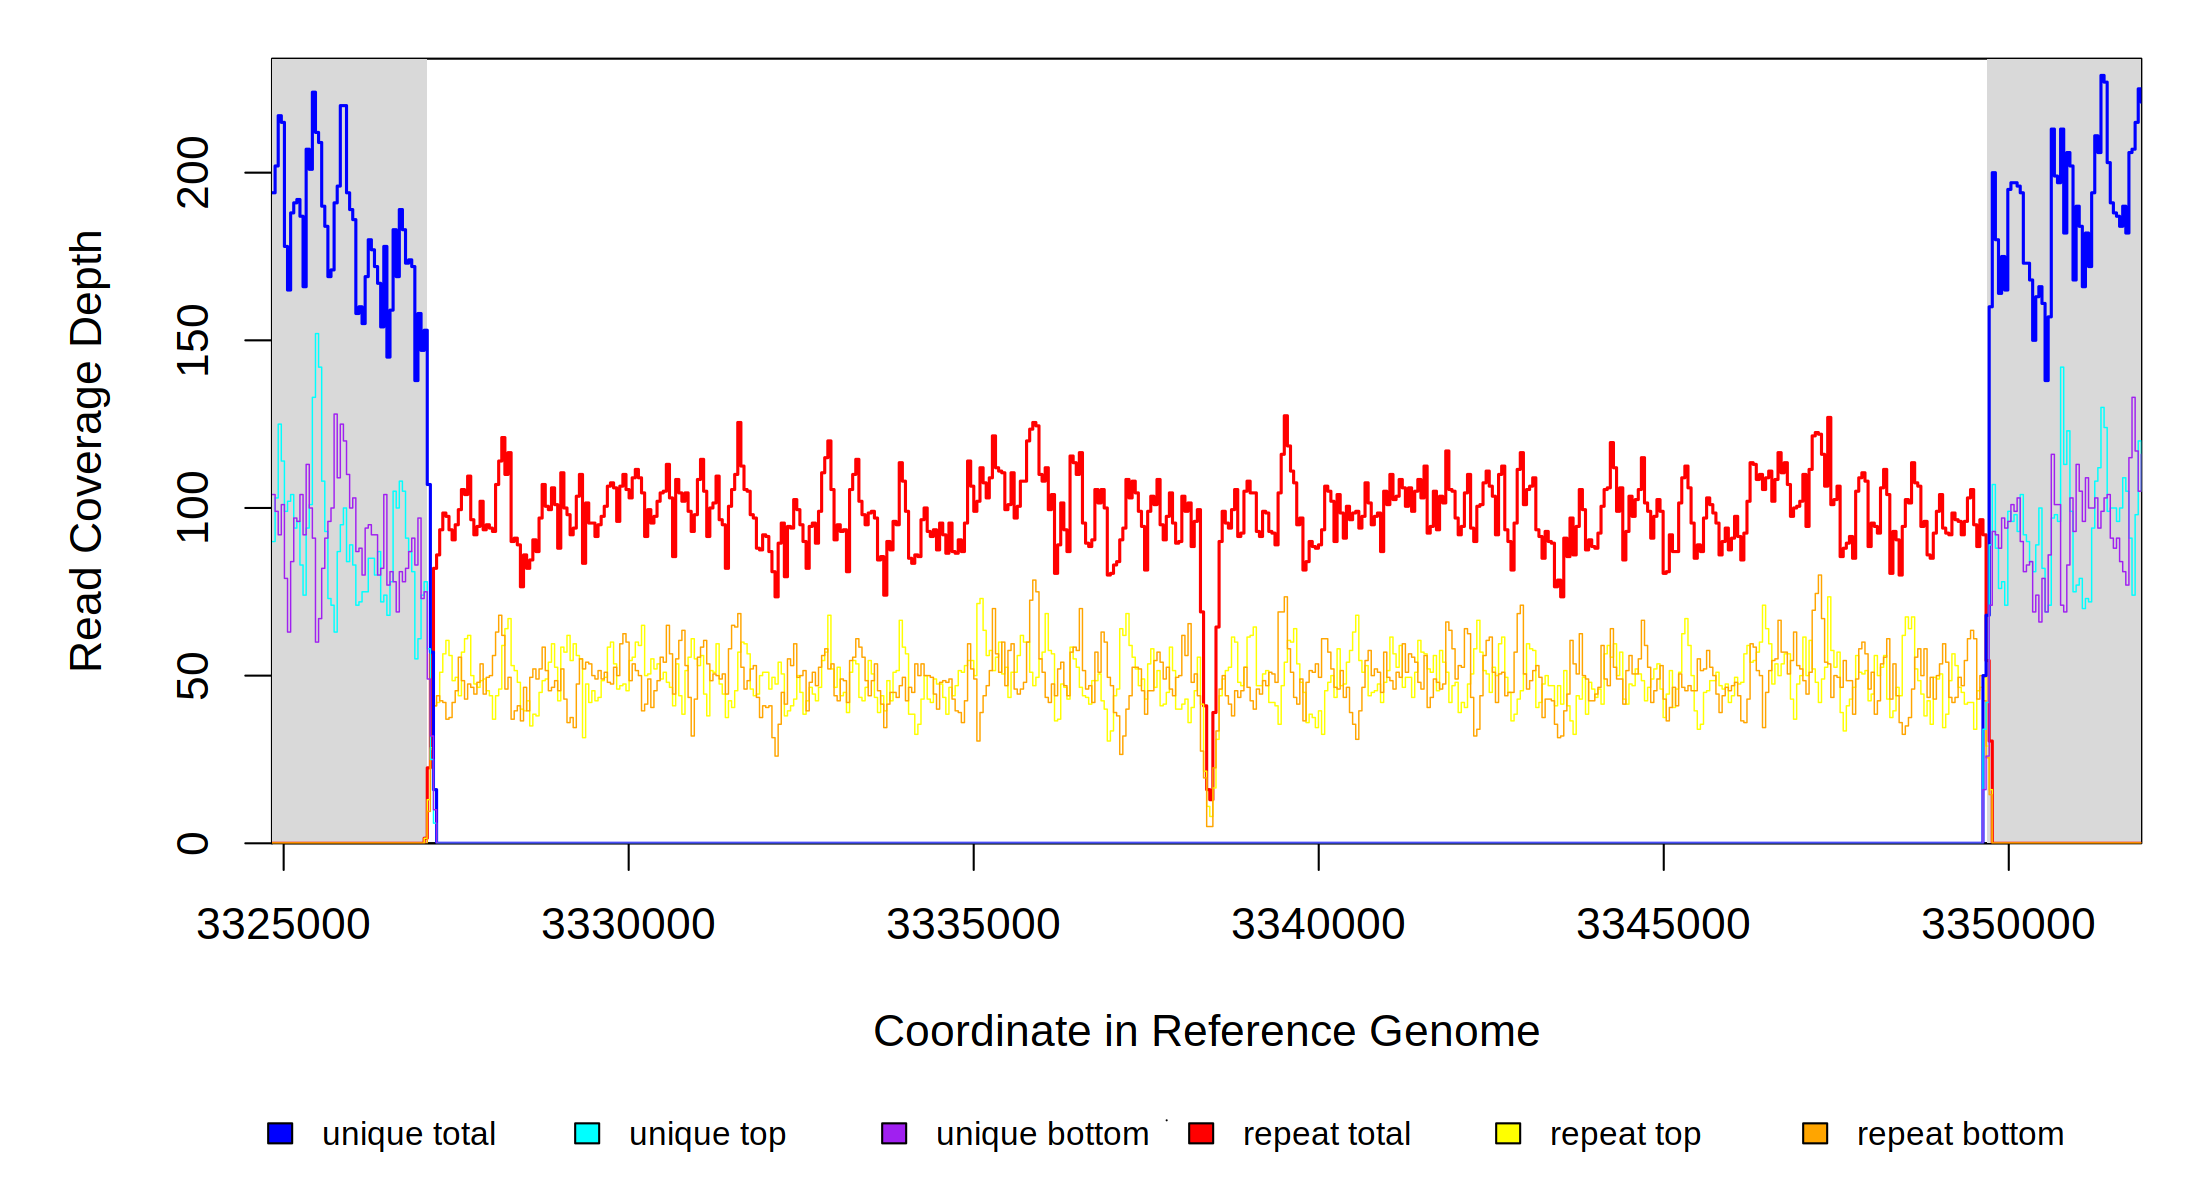 Read Coverage Depth
200
150
100
50
0
3325000 3330000 3335000 3340000 3345000 3350000
Coordinate in Reference Genome
unique total unique top unique bottom repeat total repeat top repeat bottom